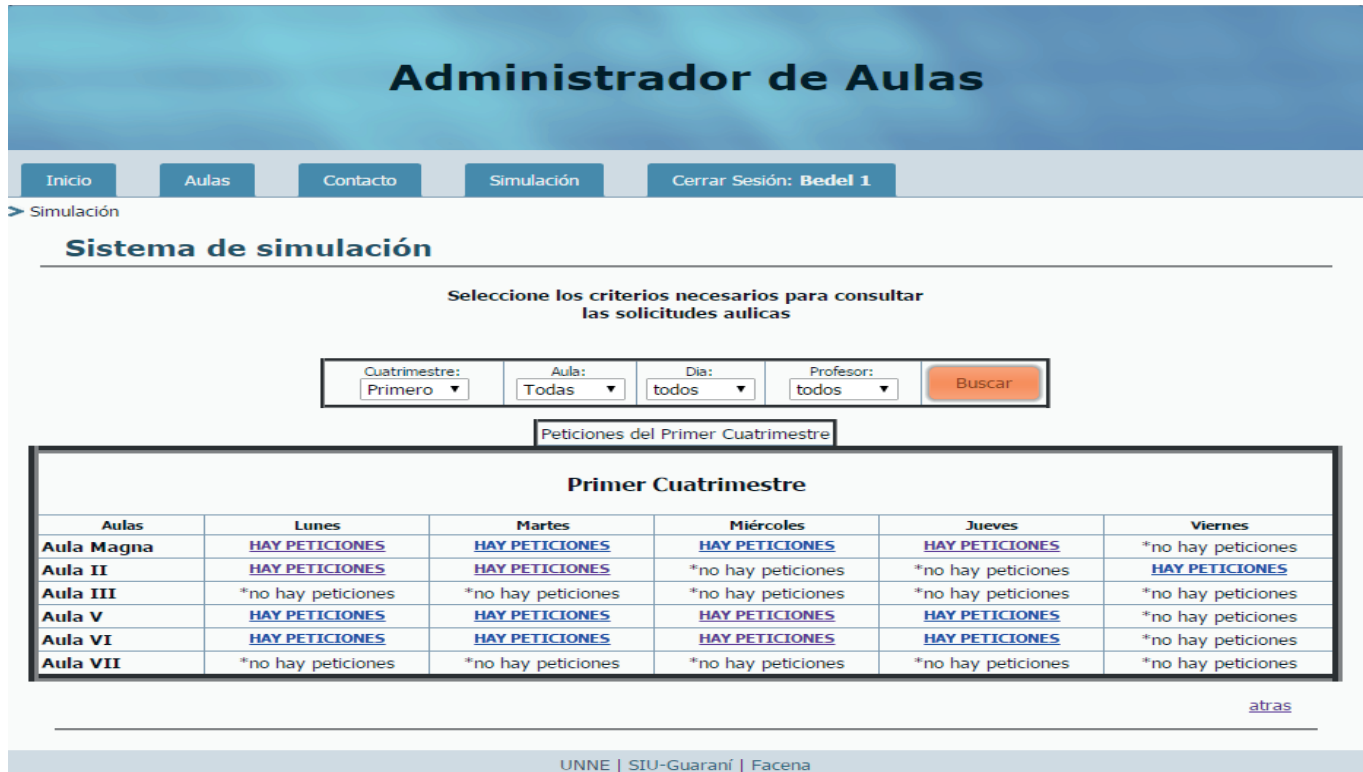 Administrador de Aulas
Inicio Aulas Contacto Simulación Cerrar Sesión: Bedel 1
> Simulación
Sistema de simulación
Seleccione los criterios necesarios para consultar
las solicitudes aulicas
Cuatrimestre: Aula: Dia: Profesor:
Primero ▼ Todas ▼ todos ▼ todos ▼ Buscar
Peticiones del Primer Cuatrimestre
Primer Cuatrimestre
Aulas Lunes Martes Miércoles Jueves Viernes
Aula Magna HAY PETICIONES HAY PETICIONES HAY PETICIONES HAY PETICIONES *no hay peticiones
Aula II HAY PETICIONES HAY PETICIONES *no hay peticiones *no hay peticiones HAY PETICIONES
Aula III *no hay peticiones *no hay peticiones *no hay peticiones *no hay peticiones *no hay peticiones
Aula V HAY PETICIONES HAY PETICIONES HAY PETICIONES HAY PETICIONES *no hay peticiones
Aula VI HAY PETICIONES HAY PETICIONES HAY PETICIONES HAY PETICIONES *no hay peticiones
Aula VII *no hay peticiones *no hay peticiones *no hay peticiones *no hay peticiones *no hay peticiones
atras
UNNE | SIU-Guaraní | Facena